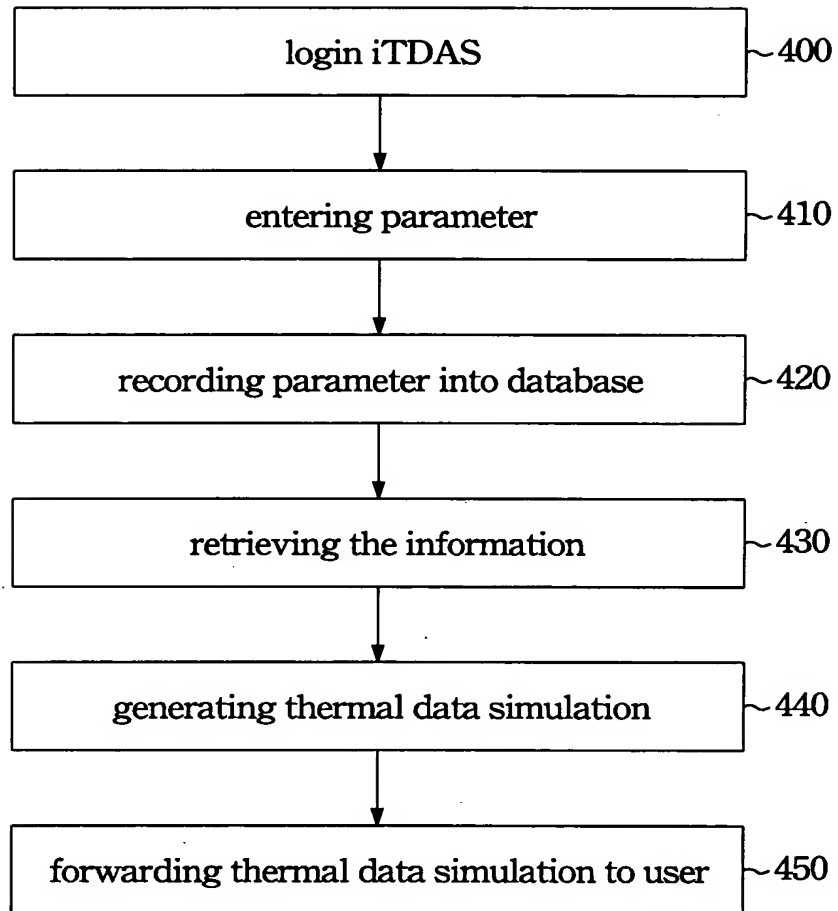 login iTDAS ~400
entering parameter ~410
recording parameter into database ~420
retrieving the information ~430
generating thermal data simulation ~440
forwarding thermal data simulation to user ~450